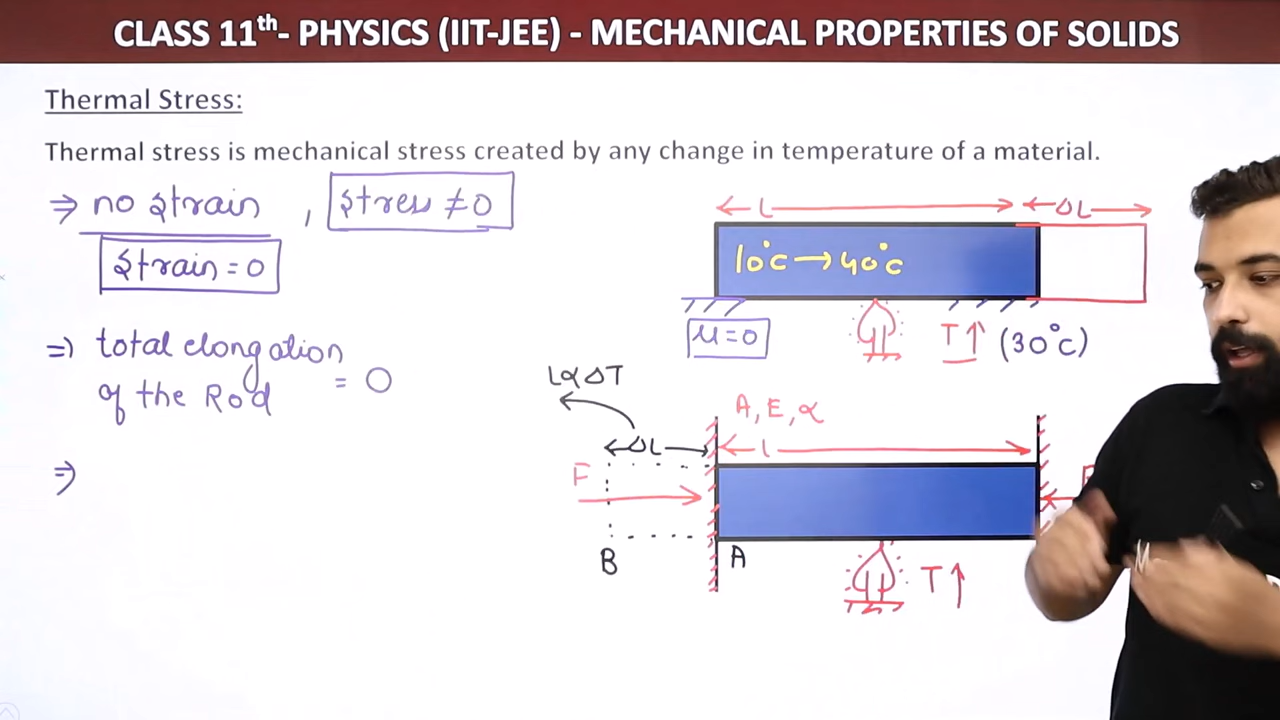 CLASS 11th- PHYSICS (IIT-JEE) - MECHANICAL PROPERTIES OF SOLIDS
Thermal Stress:
Thermal stress is mechanical stress created by any change in temperature of a material.
⇒ no strain , stress ≠ 0
strain = 0
⇒ total elongation
of the Rod = 0
⇒
L ΔL
10°C → 40°C
μ = 0
T↑ (30°C)
LαΔT
A, E, α
ΔL L
F
B A
T↑